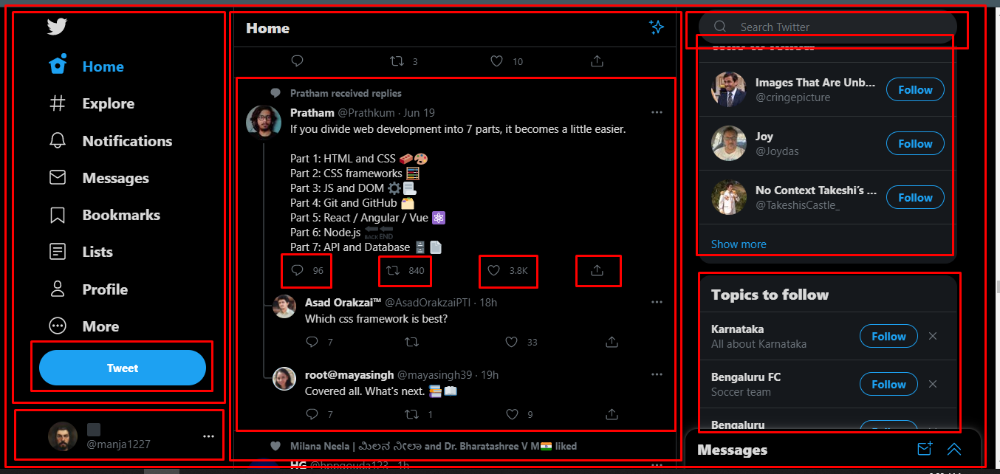 Home
Explore
Notifications
Messages
Bookmarks
Lists
Profile
More
Tweet
@manja1227
Home
3 10
Pratham received replies
Pratham @Prathkum · Jun 19
If you divide web development into 7 parts, it becomes a little easier.
Part 1: HTML and CSS 🧰🎨
Part 2: CSS frameworks 🧮
Part 3: JS and DOM ⚙️📃
Part 4: Git and GitHub 🗂️
Part 5: React / Angular / Vue ⚛️
Part 6: Node.js 🔙🔚
Part 7: API and Database 🗄️📄
96 840 3.8K
Asad Orakzai™ @AsadOrakzaiPTI · 18h
Which css framework is best?
7 33
root@mayasingh @mayasingh39 · 19h
Covered all. What's next. 📚📖
7 1 9
Milana Neela | ಮಿಲನ ನೀಲಾ and Dr. Bharatashree V M🇮🇳 liked
HG @hnngouda123 · 1h
Search Twitter
Images That Are Unb...
@cringepicture
Follow
Joy
@Joydas
Follow
No Context Takeshi's ...
@TakeshisCastle_
Follow
Show more
Topics to follow
Karnataka
All about Karnataka
Follow
Bengaluru FC
Soccer team
Follow
Bengaluru
Messages